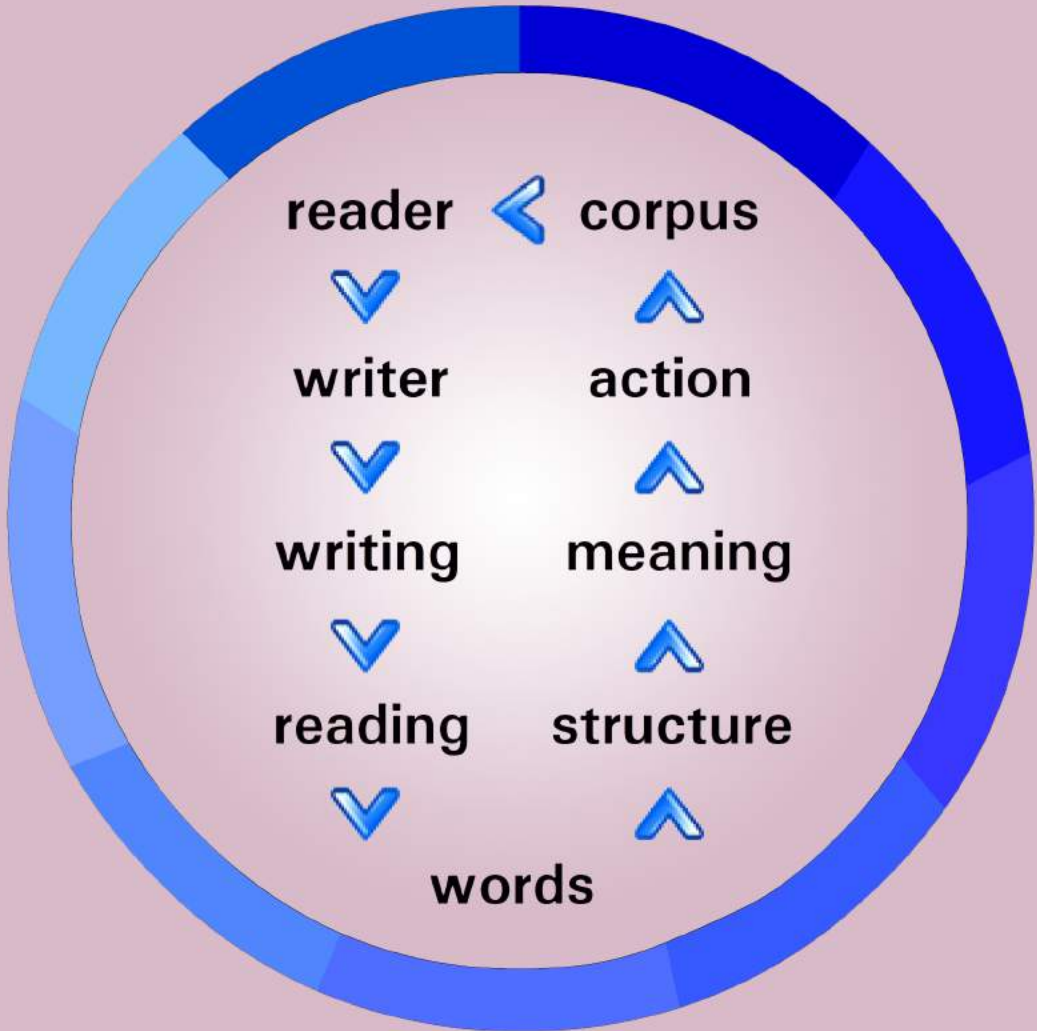 reader corpus
writer action
writing meaning
reading structure
words